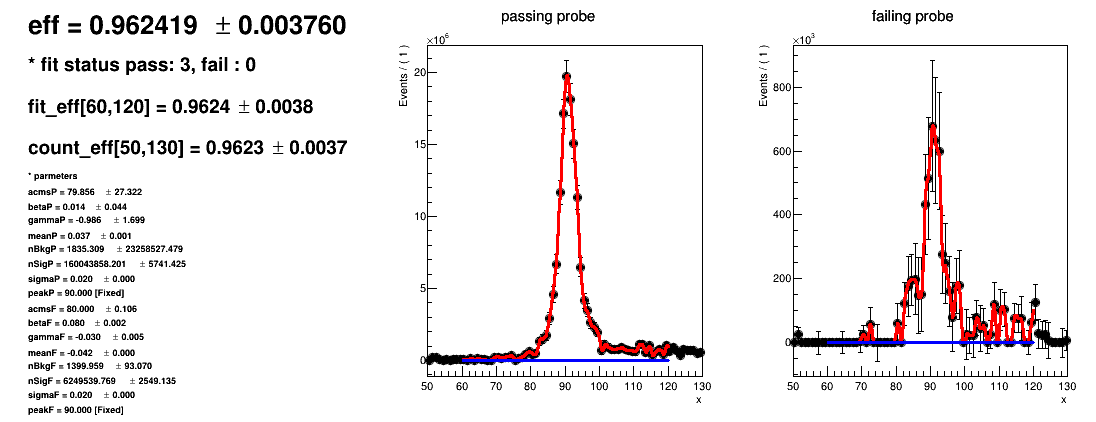 eff = 0.962419 ± 0.003760
* fit status pass: 3, fail : 0
fit_eff[60,120] = 0.9624 ± 0.0038
count_eff[50,130] = 0.9623 ± 0.0037
* parmeters
acmsP = 79.856 ± 27.322
betaP = 0.014 ± 0.044
gammaP = -0.986 ± 1.699
meanP = 0.037 ± 0.001
nBkgP = 1835.309 ± 23258527.479
nSigP = 160043858.201 ± 5741.425
sigmaP = 0.020 ± 0.000
peakP = 90.000 [Fixed]
acmsF = 80.000 ± 0.106
betaF = 0.080 ± 0.002
gammaF = -0.030 ± 0.005
meanF = -0.042 ± 0.000
nBkgF = 1399.959 ± 93.070
nSigF = 6249539.769 ± 2549.135
sigmaF = 0.020 ± 0.000
peakF = 90.000 [Fixed]
passing probe
×10⁶
Events / ( 1 )
20
15
10
5
0
50 60 70 80 90 100 110 120 130
x
failing probe
×10³
Events / ( 1 )
800
600
400
200
0
50 60 70 80 90 100 110 120 130
x